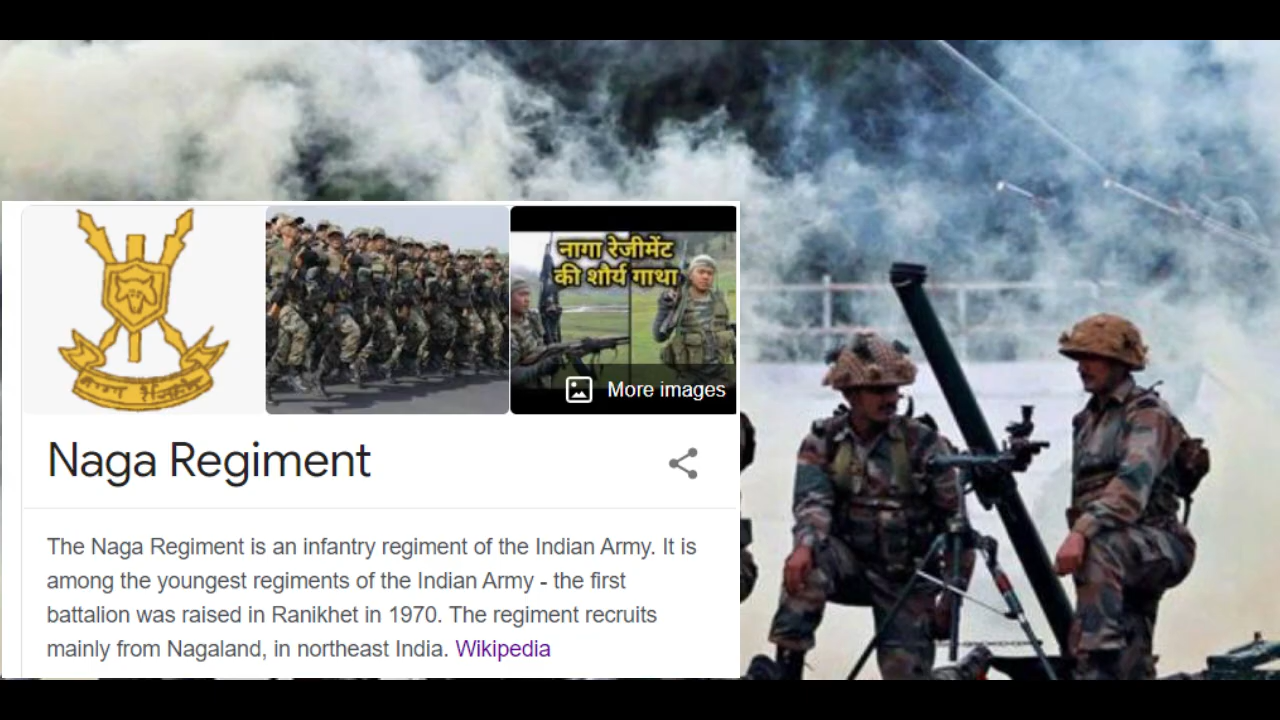 नागा रेजीमेंट
नागा रेजीमेंट
की शौर्य गाथा
More images
Naga Regiment
The Naga Regiment is an infantry regiment of the Indian Army. It is
among the youngest regiments of the Indian Army - the first
battalion was raised in Ranikhet in 1970. The regiment recruits
mainly from Nagaland, in northeast India. Wikipedia